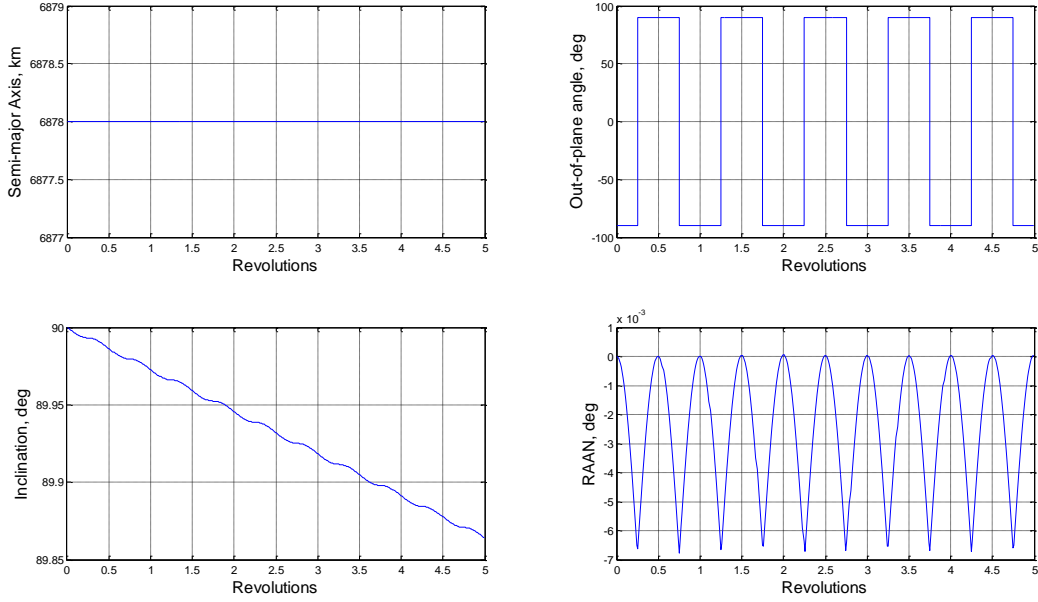 6879
6878.5
6878
6877.5
6877
Semi-major Axis, km
0 0.5 1 1.5 2 2.5 3 3.5 4 4.5 5
Revolutions
100
50
0
-50
-100
Out-of-plane angle, deg
0 0.5 1 1.5 2 2.5 3 3.5 4 4.5 5
Revolutions
90
89.95
89.9
89.85
Inclination, deg
0 0.5 1 1.5 2 2.5 3 3.5 4 4.5 5
Revolutions
x 10^-3
1
0
-1
-2
-3
-4
-5
-6
-7
RAAN, deg
0 0.5 1 1.5 2 2.5 3 3.5 4 4.5 5
Revolutions